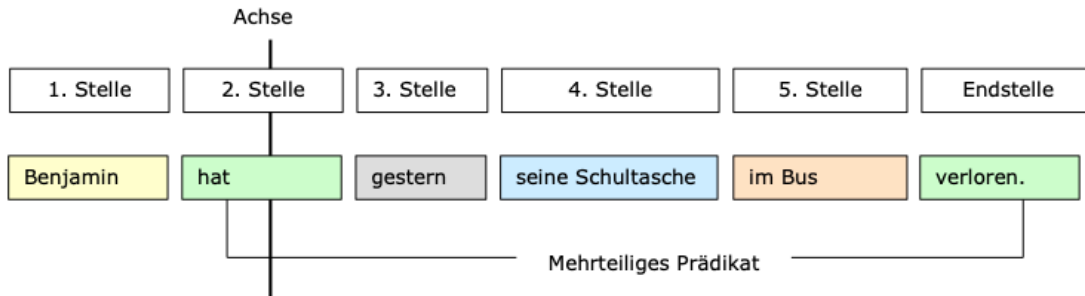 Achse
1. Stelle 2. Stelle 3. Stelle 4. Stelle 5. Stelle Endstelle
Benjamin hat gestern seine Schultasche im Bus verloren.
Mehrteiliges Prädikat